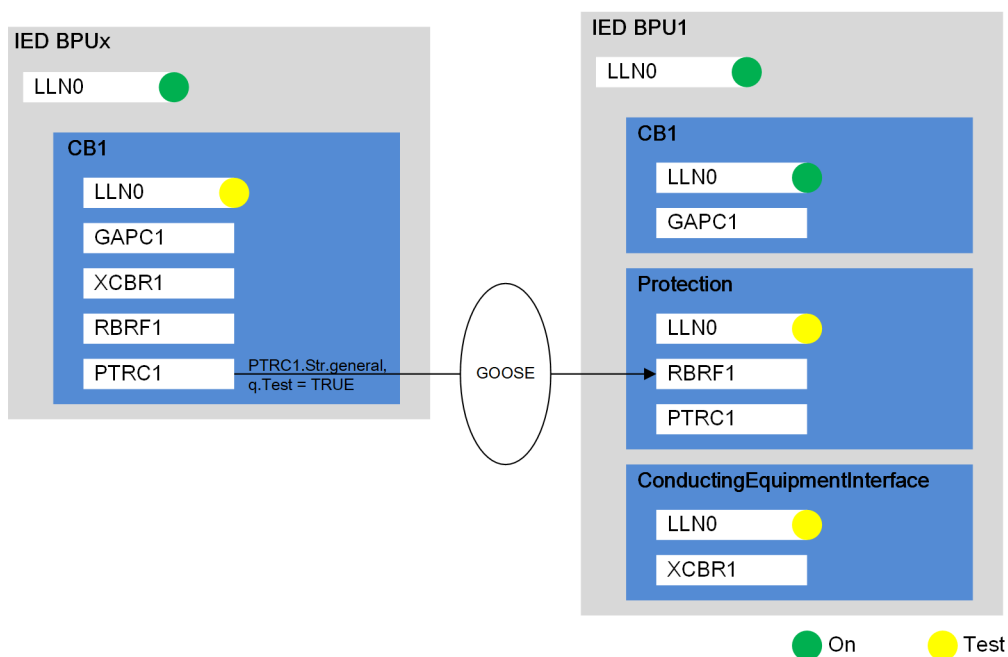 IED BPUx
LLN0
CB1
LLN0
GAPC1
XCBR1
RBRF1
PTRC1
PTRC1.Str.general,
q.Test = TRUE
GOOSE
IED BPU1
LLN0
CB1
LLN0
GAPC1
Protection
LLN0
RBRF1
PTRC1
ConductingEquipmentInterface
LLN0
XCBR1
On
Test